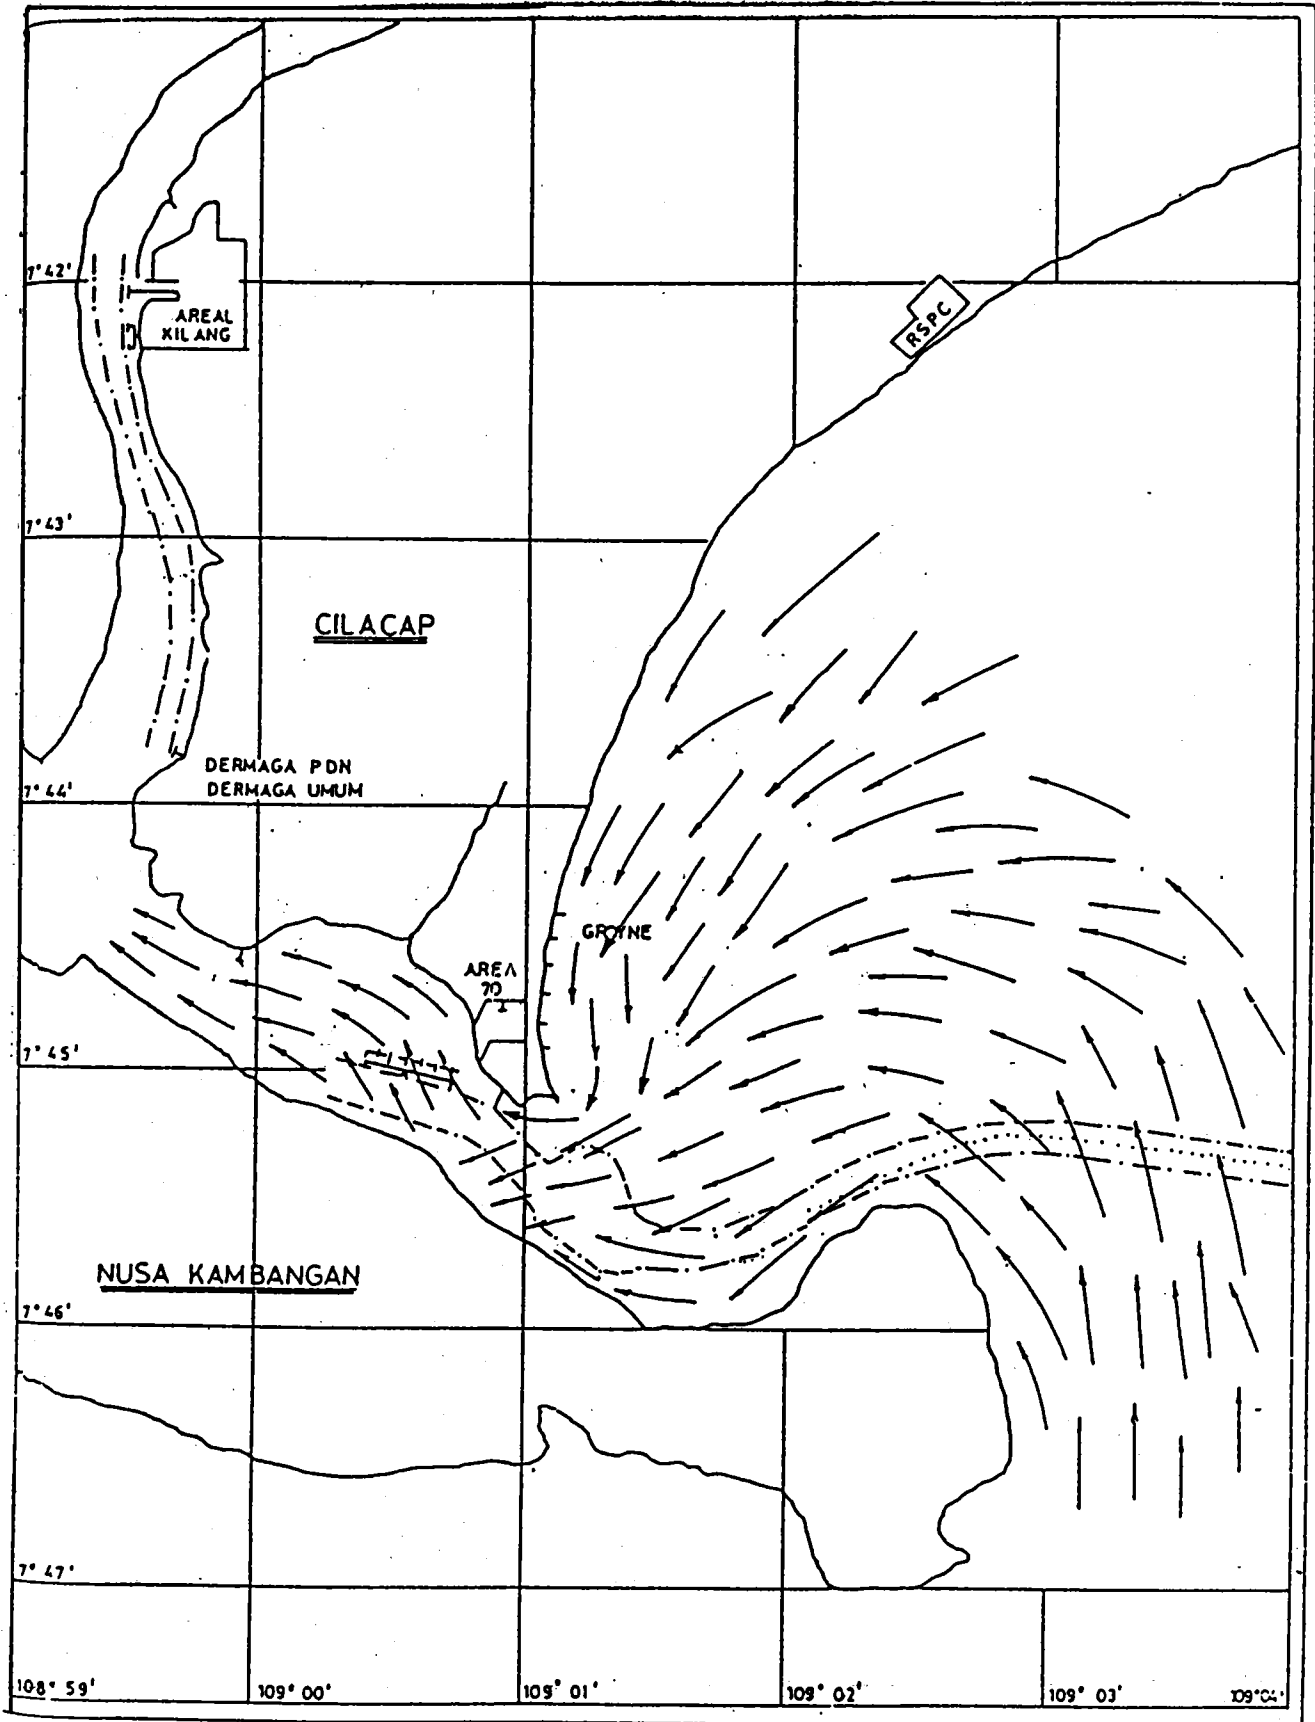 7°42'
AREAL
KILANG
RSPC
7°43'
CILACAP
DERMAGA PDN
DERMAGA UMUM
7°44'
GROYNE
AREA
70
7°45'
NUSA KAMBANGAN
7°46'
7°47'
108°59'
109°00'
109°01'
109°02'
109°03'
109°04'